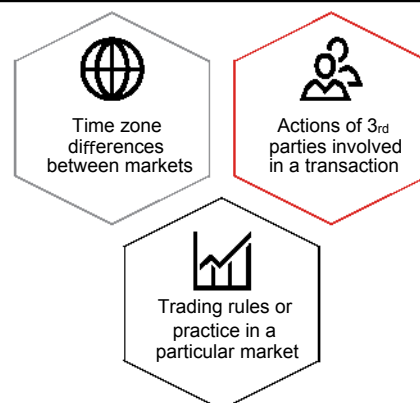 Time zone
differences
between markets
Actions of 3rd
parties involved
in a transaction
Trading rules or
practice in a
particular market